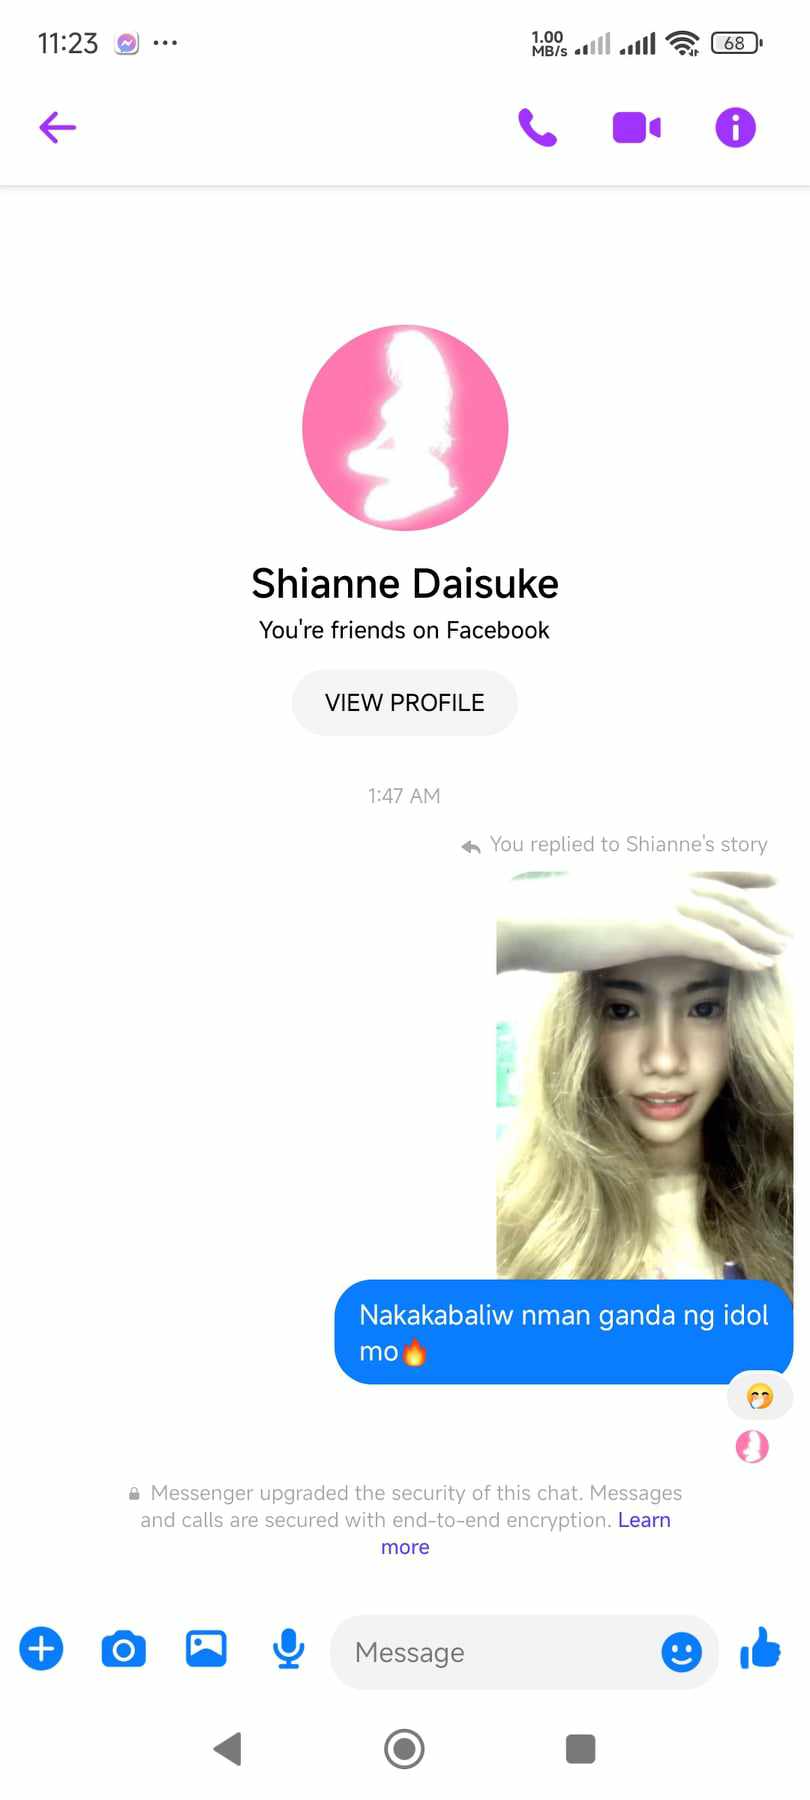 11:23
1.00
MB/s
68
Shianne Daisuke
You're friends on Facebook
VIEW PROFILE
1:47 AM
You replied to Shianne's story
Nakakabaliw nman ganda ng idol
mo🔥
🤭
Messenger upgraded the security of this chat. Messages
and calls are secured with end-to-end encryption. Learn
more
Message